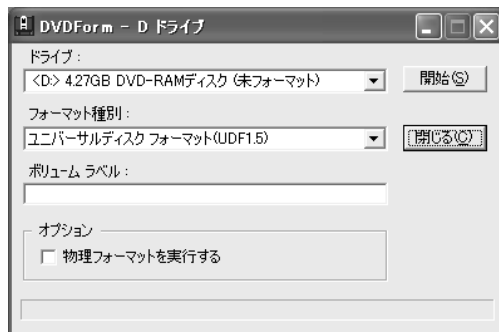 DVDForm - D ドライブ
ドライブ:
<D:> 4.27GB DVD-RAMディスク (未フォーマット)
開始(S)
フォーマット種別:
ユニバーサルディスク フォーマット(UDF1.5)
閉じる(C)
ボリューム ラベル:
オプション
物理フォーマットを実行する